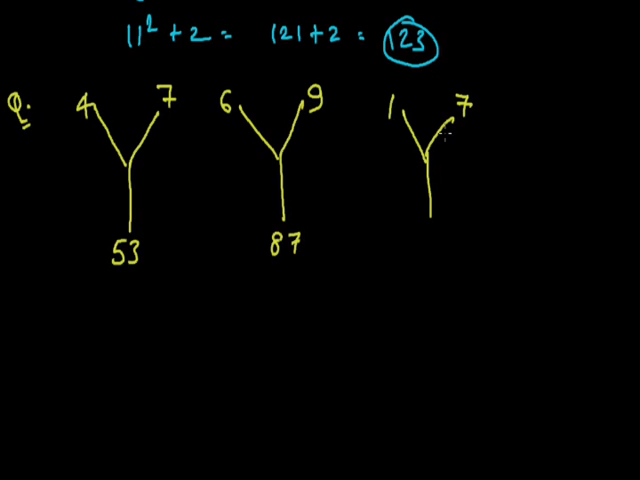 11² + 2 = 121 + 2 = 123
Q. 4 7 6 9 1 7
53 87